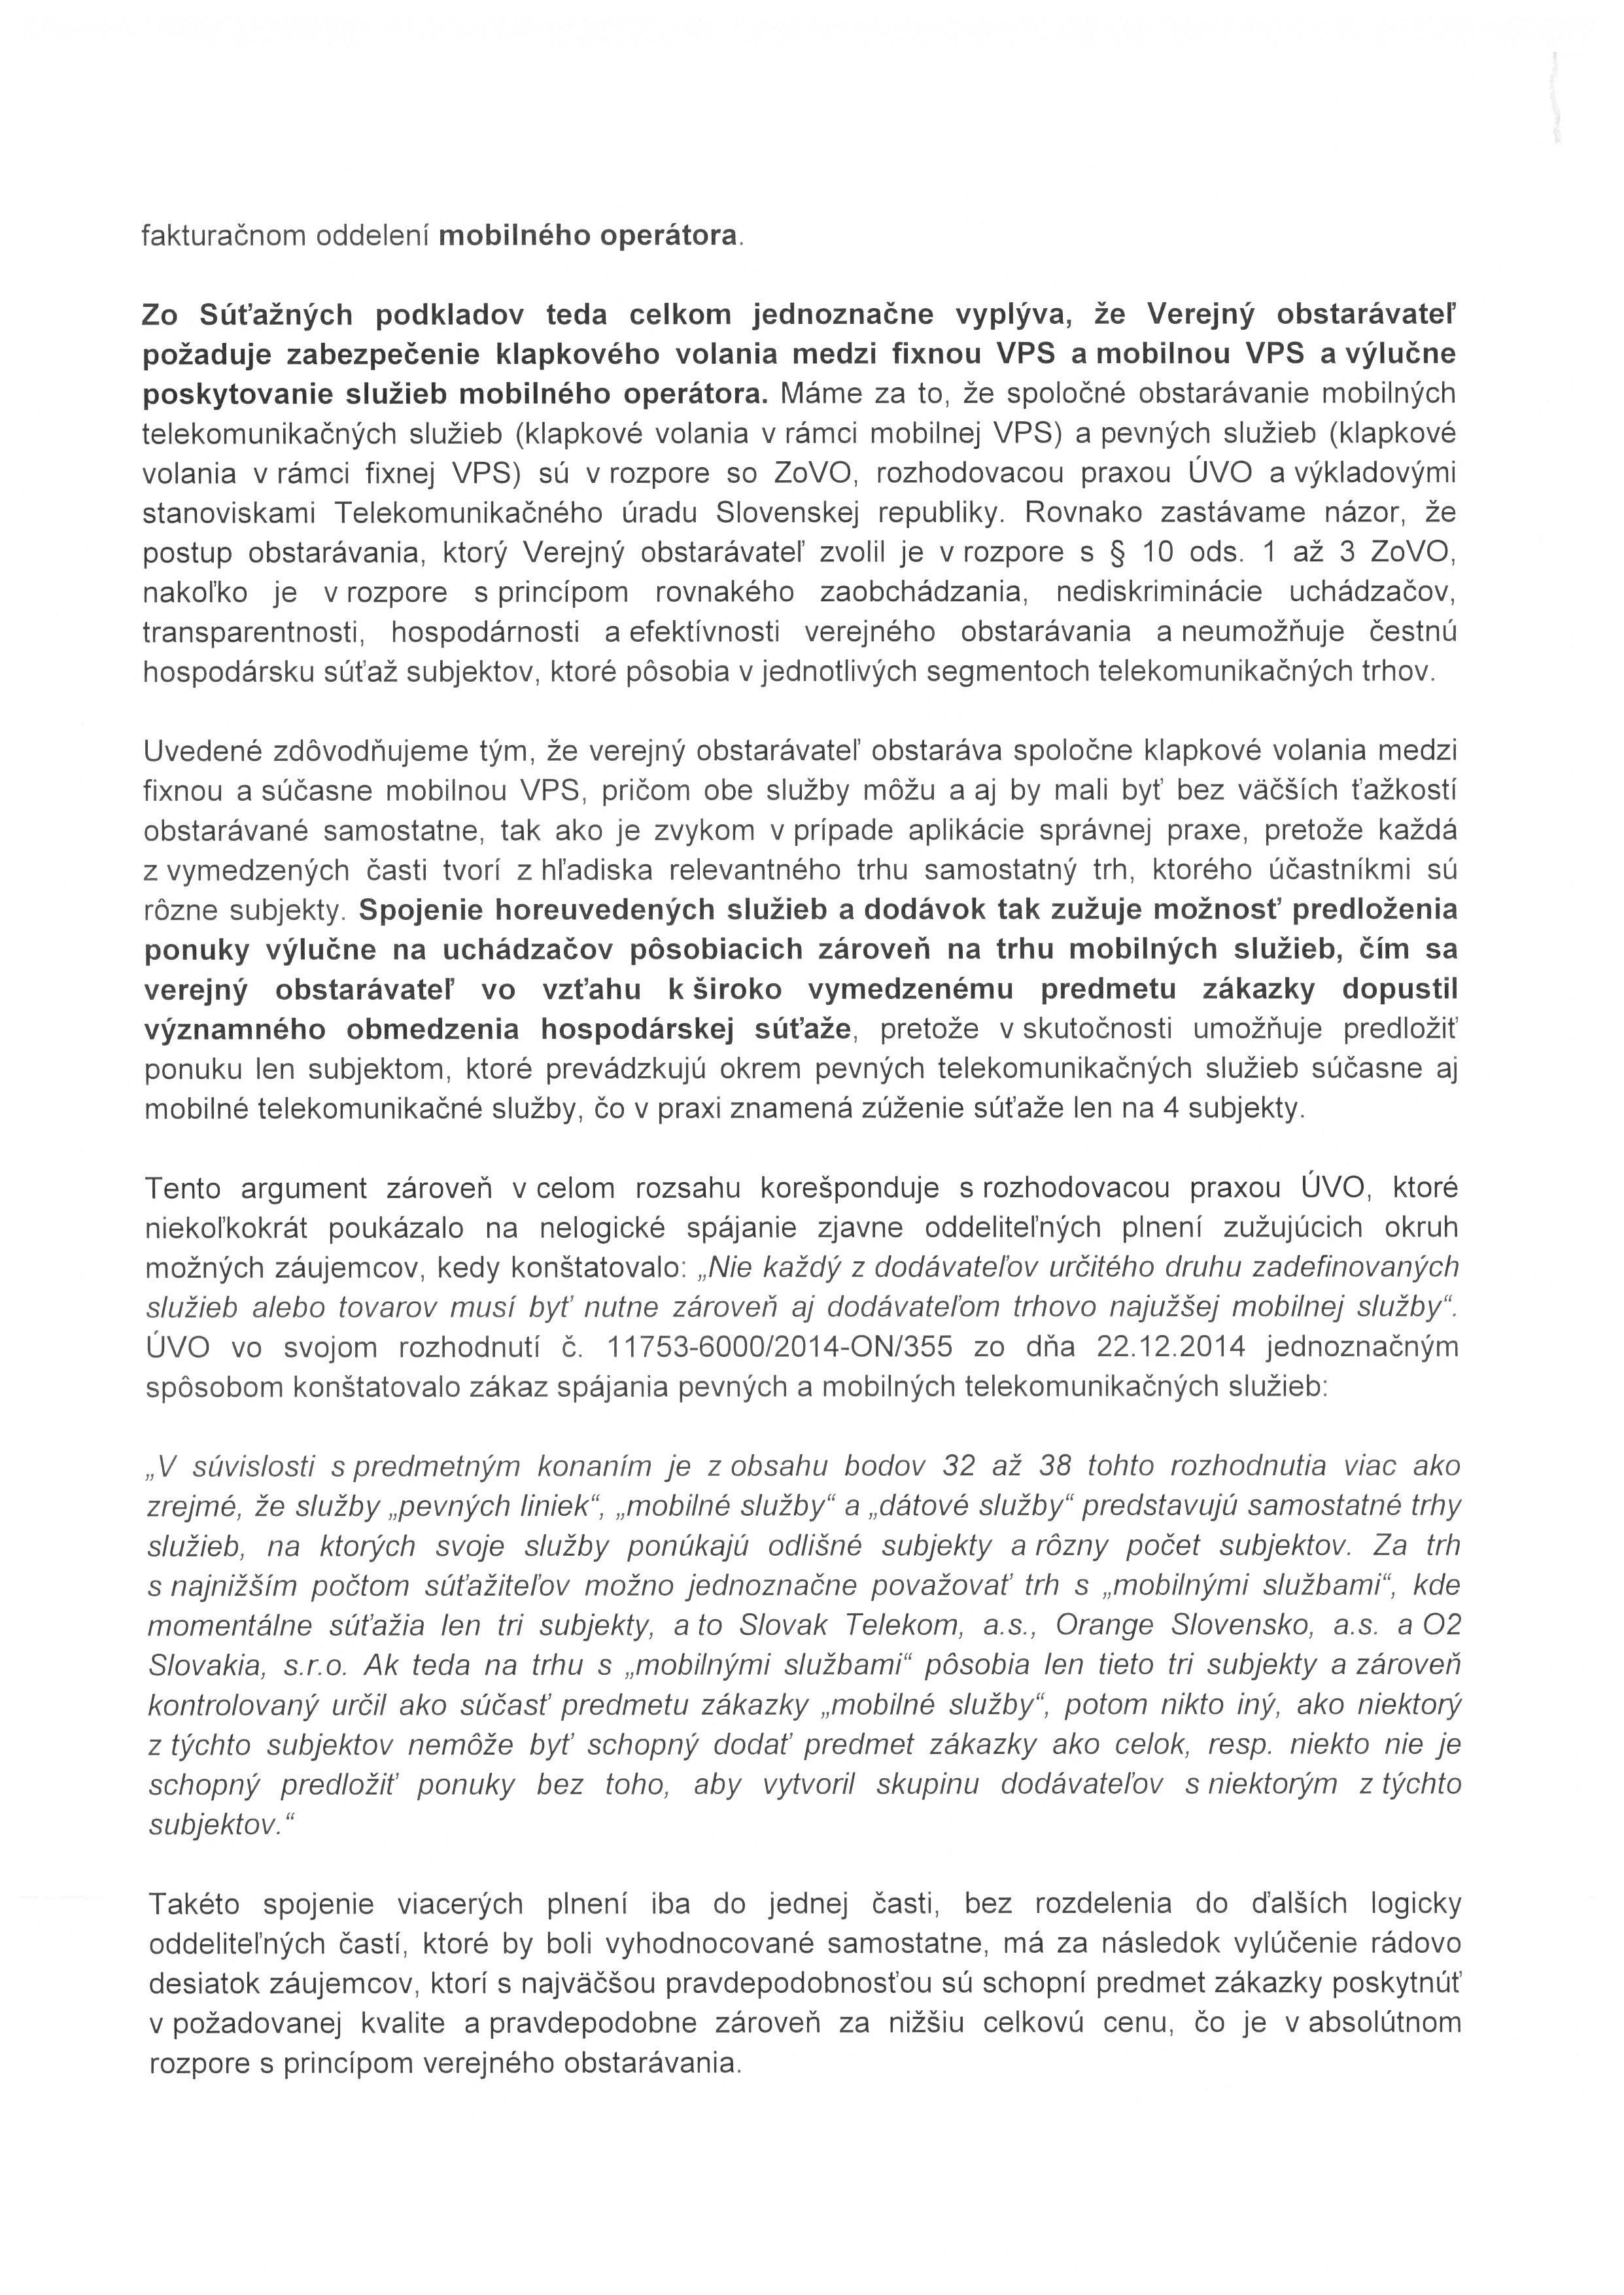 fakturačnom oddelení mobilného operátora.
Zo Súťažných podkladov teda celkom jednoznačne vyplýva, že Verejný obstarávateľ
požaduje zabezpečenie klapkového volania medzi fixnou VPS a mobilnou VPS a výlučne
poskytovanie služieb mobilného operátora. Máme za to, že spoločné obstarávanie mobilných
telekomunikačných služieb (klapkové volania v rámci mobilnej VPS) a pevných služieb (klapkové
volania v rámci fixnej VPS) sú v rozpore so ZoVO, rozhodovacou praxou ÚVO a výkladovými
stanoviskami Telekomunikačného úradu Slovenskej republiky. Rovnako zastávame názor, že
postup obstarávania, ktorý Verejný obstarávateľ zvolil je v rozpore s § 10 ods. 1 až 3 ZoVO,
nakoľko je v rozpore s princípom rovnakého zaobchádzania, nediskriminácie uchádzačov,
transparentnosti, hospodárnosti a efektívnosti verejného obstarávania a neumožňuje čestnú
hospodársku súťaž subjektov, ktoré pôsobia v jednotlivých segmentoch telekomunikačných trhov.
Uvedené zdôvodňujeme tým, že verejný obstarávateľ obstaráva spoločne klapkové volania medzi
fixnou a súčasne mobilnou VPS, pričom obe služby môžu a aj by mali byť bez väčších ťažkostí
obstarávané samostatne, tak ako je zvykom v prípade aplikácie správnej praxe, pretože každá
z vymedzených časti tvorí z hľadiska relevantného trhu samostatný trh, ktorého účastníkmi sú
rôzne subjekty. Spojenie horeuvedených služieb a dodávok tak zužuje možnosť predloženia
ponuky výlučne na uchádzačov pôsobiacich zároveň na trhu mobilných služieb, čím sa
verejný obstarávateľ vo vzťahu k široko vymedzenému predmetu zákazky dopustil
významného obmedzenia hospodárskej súťaže, pretože v skutočnosti umožňuje predložiť
ponuku len subjektom, ktoré prevádzkujú okrem pevných telekomunikačných služieb súčasne aj
mobilné telekomunikačné služby, čo v praxi znamená zúženie súťaže len na 4 subjekty.
Tento argument zároveň v celom rozsahu korešponduje s rozhodovacou praxou ÚVO, ktoré
niekoľkokrát poukázalo na nelogické spájanie zjavne oddeliteľných plnení zužujúcich okruh
možných záujemcov, kedy konštatovalo: „Nie každý z dodávateľov určitého druhu zadefinovaných
služieb alebo tovarov musí byť nutne zároveň aj dodávateľom trhovo najužšej mobilnej služby“.
ÚVO vo svojom rozhodnutí č. 11753-6000/2014-ON/355 zo dňa 22.12.2014 jednoznačným
spôsobom konštatovalo zákaz spájania pevných a mobilných telekomunikačných služieb:
„V súvislosti s predmetným konaním je z obsahu bodov 32 až 38 tohto rozhodnutia viac ako
zrejmé, že služby „pevných liniek“, „mobilné služby“ a „dátové služby“ predstavujú samostatné trhy
služieb, na ktorých svoje služby ponúkajú odlišné subjekty a rôzny počet subjektov. Za trh
s najnižším počtom súťažiteľov možno jednoznačne považovať trh s „mobilnými službami“, kde
momentálne súťažia len tri subjekty, a to Slovak Telekom, a.s., Orange Slovensko, a.s. a O2
Slovakia, s.r.o. Ak teda na trhu s „mobilnými službami“ pôsobia len tieto tri subjekty a zároveň
kontrolovaný určil ako súčasť predmetu zákazky „mobilné služby“, potom nikto iný, ako niektorý
z týchto subjektov nemôže byť schopný dodať predmet zákazky ako celok, resp. niekto nie je
schopný predložiť ponuky bez toho, aby vytvoril skupinu dodávateľov s niektorým z týchto
subjektov.“
Takéto spojenie viacerých plnení iba do jednej časti, bez rozdelenia do ďalších logicky
oddeliteľných častí, ktoré by boli vyhodnocované samostatne, má za následok vylúčenie rádovo
desiatok záujemcov, ktorí s najväčšou pravdepodobnosťou sú schopní predmet zákazky poskytnúť
v požadovanej kvalite a pravdepodobne zároveň za nižšiu celkovú cenu, čo je v absolútnom
rozpore s princípom verejného obstarávania.